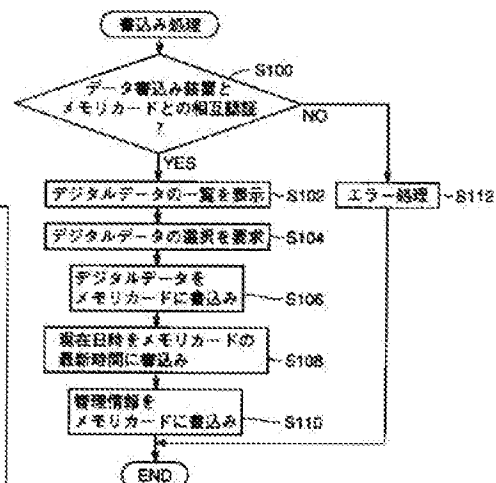 書込み処理
S100
データ書込み装置と
メモリカードとの相互認証
?
NO
YES
デジタルデータの一覧を表示
S102
エラー処理
S112
デジタルデータの選択を要求
S104
デジタルデータを
メモリカードに書込み
S106
現在日時をメモリカードの
最新時間に書込み
S108
管理情報を
メモリカードに書込み
S110
END